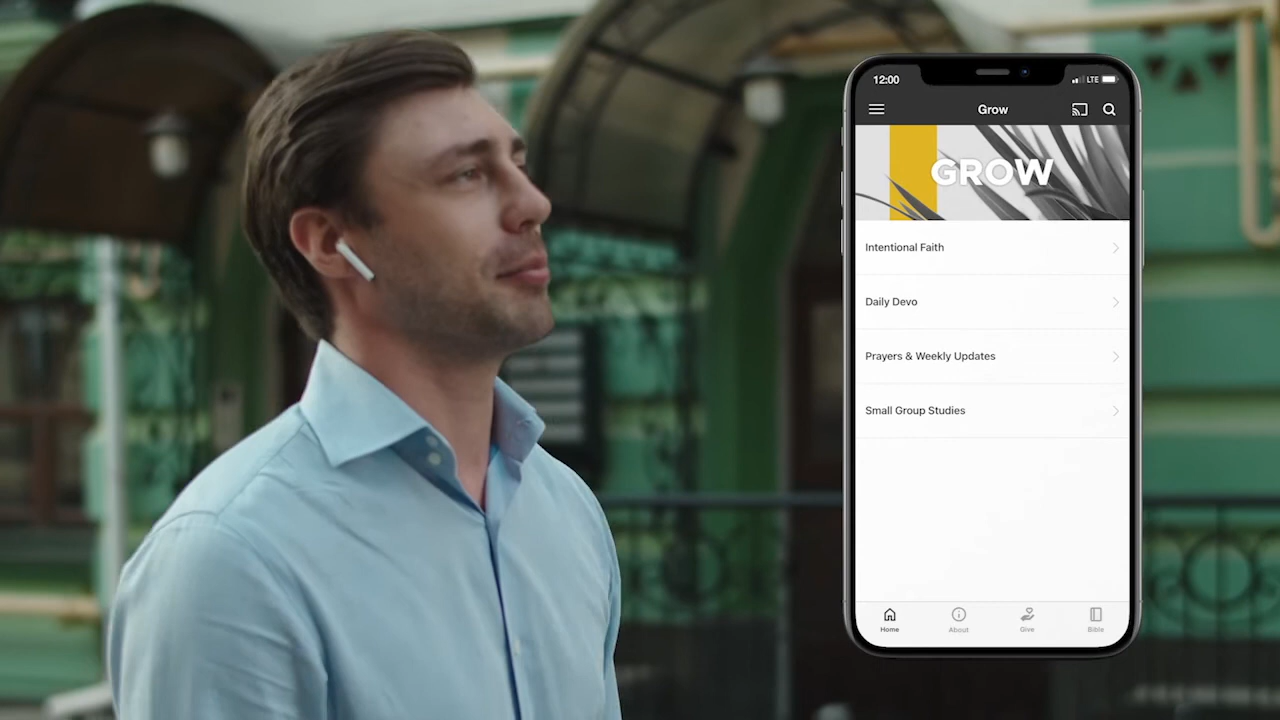 12:00
LTE
Grow
GROW
Intentional Faith
Daily Devo
Prayers & Weekly Updates
Small Group Studies
Home
About
Give
Bible